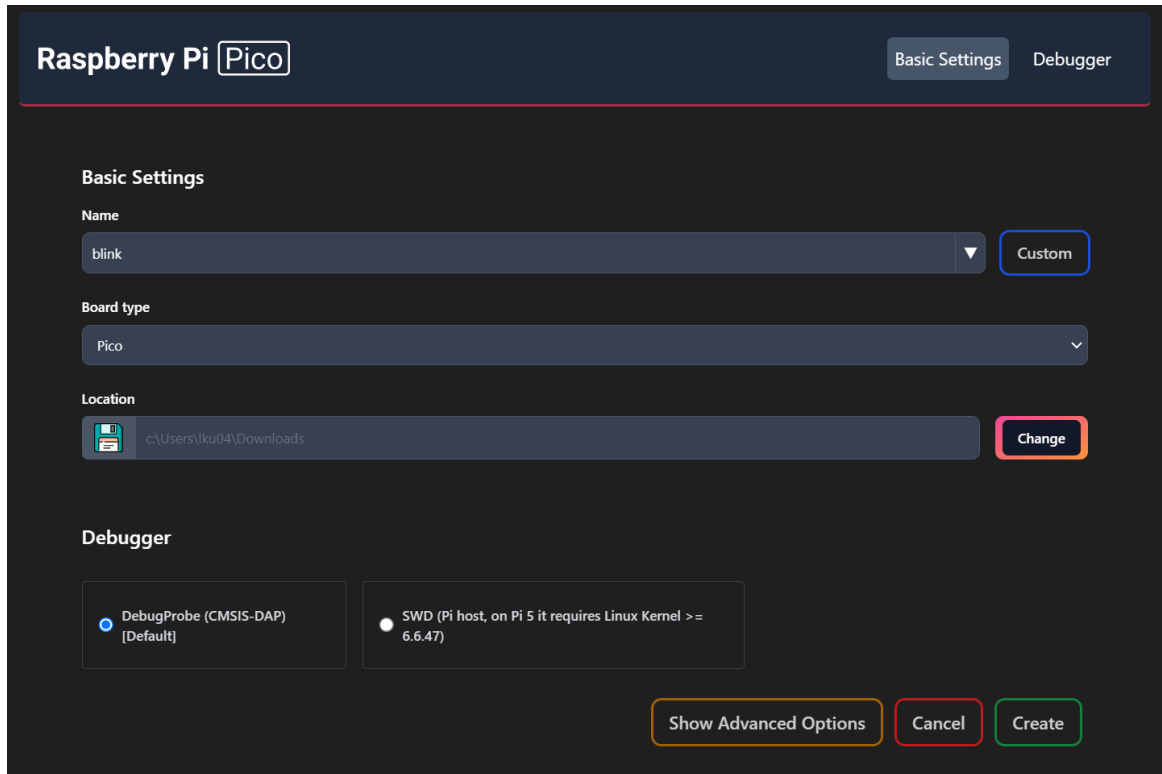 Raspberry Pi Pico
Basic Settings
Debugger
Basic Settings
Name
blink
Custom
Board type
Pico
Location
c:\Users\lku04\Downloads
Change
Debugger
DebugProbe (CMSIS-DAP)
[Default]
SWD (Pi host, on Pi 5 it requires Linux Kernel >=
6.6.47)
Show Advanced Options
Cancel
Create